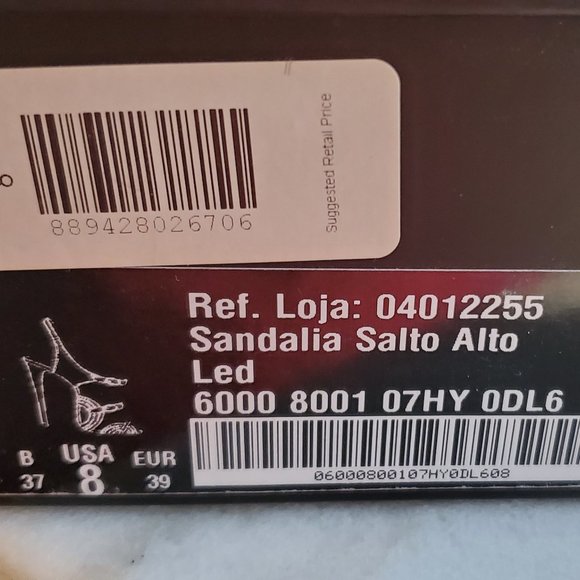 8
889428026706
Suggested Retail Price
Ref. Loja: 04012255
Sandalia Salto Alto
Led
6000 8001 07HY 0DL6
B USA EUR
37 8 39
06000800107HY0DL608